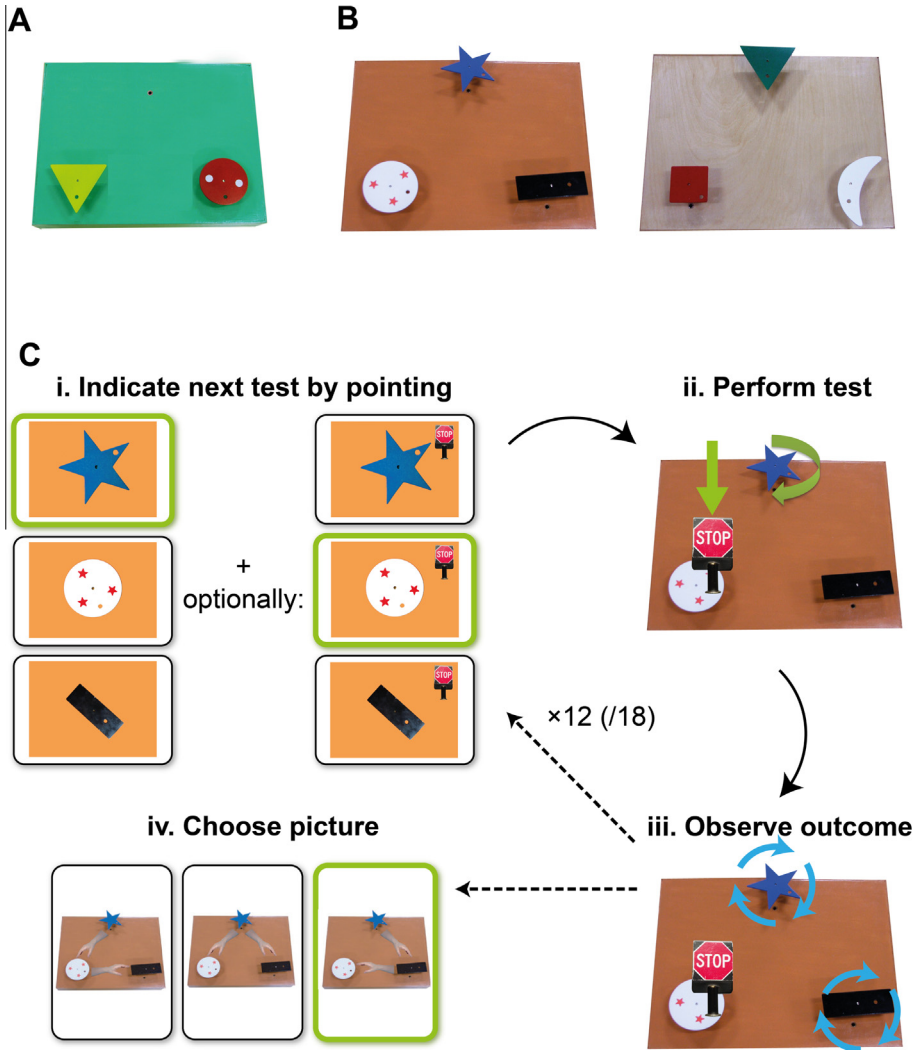 A
B
C
i. Indicate next test by pointing
ii. Perform test
STOP
STOP
+
optionally:
STOP
STOP
STOP
×12 (/18)
iv. Choose picture
iii. Observe outcome
STOP